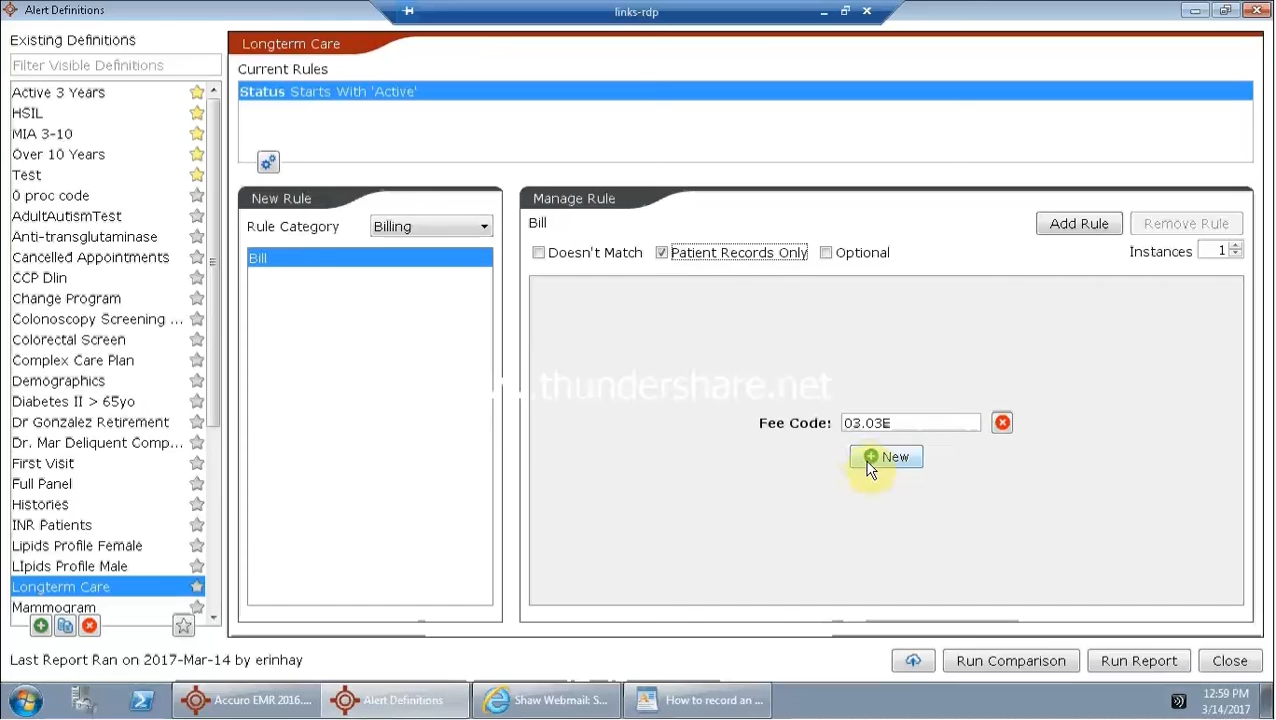 Alert Definitions
links-rdp
Existing Definitions
Filter Visible Definitions
Active 3 Years
HSIL
MIA 3-10
Over 10 Years
Test
0 proc code
AdultAutismTest
Anti-transglutaminase
Cancelled Appointments
CCP Dlin
Change Program
Colonoscopy Screening ...
Colorectal Screen
Complex Care Plan
Demographics
Diabetes II > 65yo
Dr Gonzalez Retirement
Dr. Mar Deliquent Comp...
First Visit
Full Panel
Histories
INR Patients
Lipids Profile Female
LIpids Profile Male
Longterm Care
Mammogram
Longterm Care
Current Rules
Status Starts With 'Active'
New Rule
Rule Category
Billing
Bill
Manage Rule
Bill
Add Rule
Remove Rule
Doesn't Match
Patient Records Only
Optional
Instances
1
.thundershare.net
Fee Code:
03.03E
New
Last Report Ran on 2017-Mar-14 by erinhay
Run Comparison
Run Report
Close
Accuro EMR 2016....
Alert Definitions
Shaw Webmail: S...
How to record an ...
12:59 PM
3/14/2017